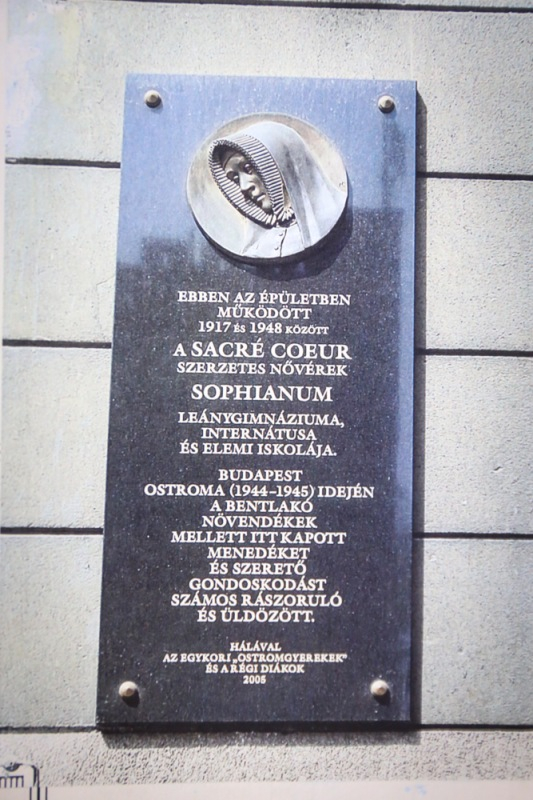 EBBEN AZ ÉPÜLETBEN
MŰKÖDÖTT
1917 ÉS 1948 KÖZÖTT
A SACRÉ COEUR
SZERZETES NŐVÉREK
SOPHIANUM
LEÁNYGIMNÁZIUMA,
INTERNÁTUSA
ÉS ELEMI ISKOLÁJA.
BUDAPEST
OSTROMA (1944–1945) IDEJÉN
A BENTLAKÓ
NÖVENDÉKEK
MELLETT ITT KAPOTT
MENEDÉKET
ÉS SZERETŐ
GONDOSKODÁST
SZÁMOS RÁSZORULÓ
ÉS ÜLDÖZÖTT.
HÁLÁVAL
AZ EGYKORI „OSTROMGYEREKEK"
ÉS A RÉGI DIÁKOK
2005